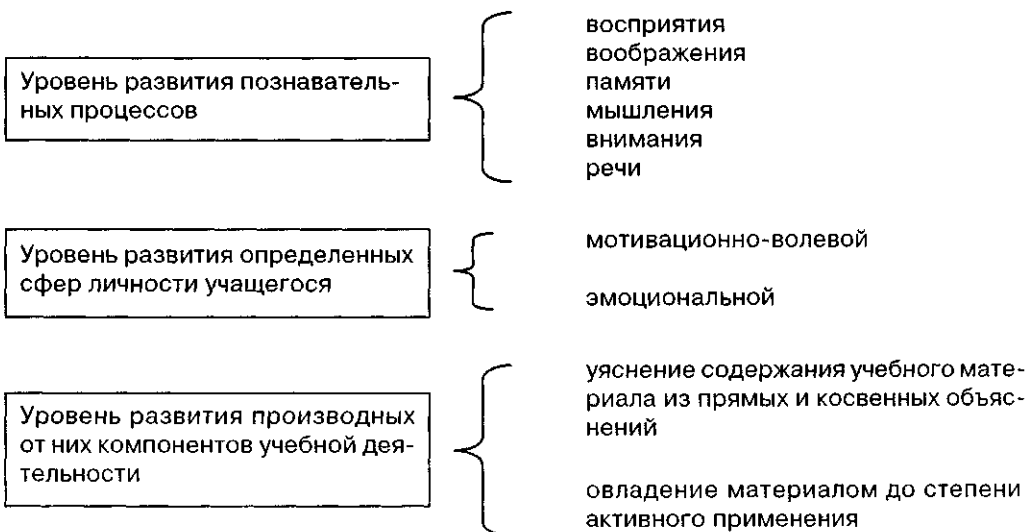 Уровень развития познаватель-
ных процессов
восприятия
воображения
памяти
мышления
внимания
речи
Уровень развития определенных
сфер личности учащегося
мотивационно-волевой
эмоциональной
Уровень развития производных
от них компонентов учебной дея-
тельности
уяснение содержания учебного мате-
риала из прямых и косвенных объяс-
нений
овладение материалом до степени
активного применения